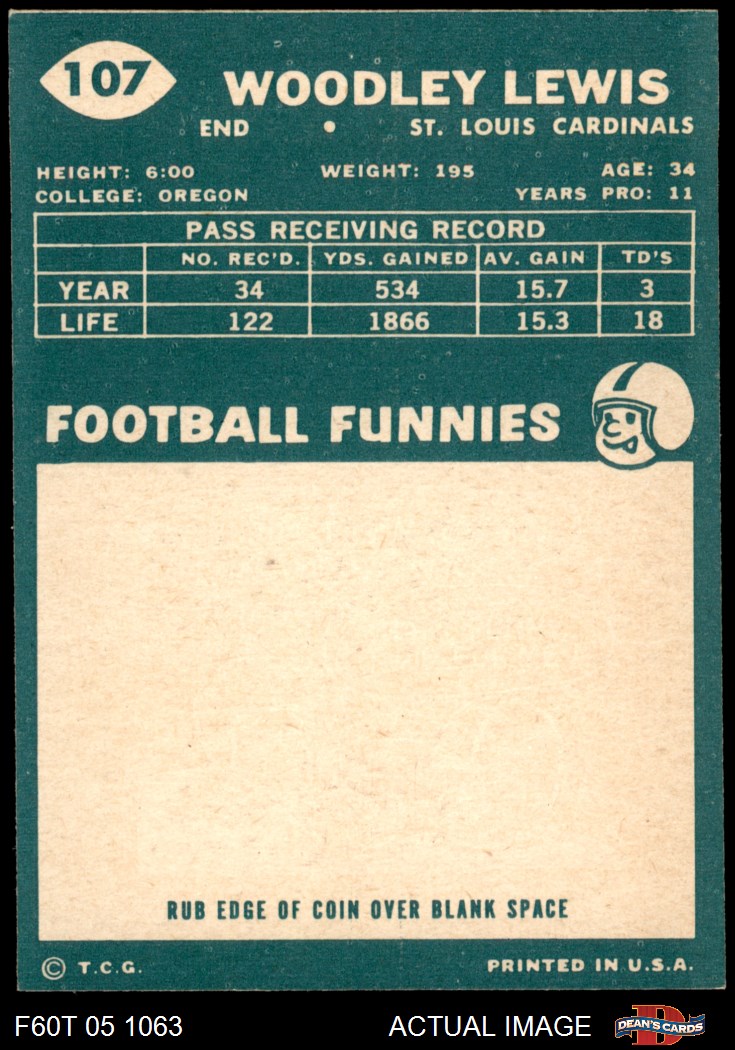 107
WOODLEY LEWIS
END • ST. LOUIS CARDINALS
HEIGHT: 6:00 WEIGHT: 195 AGE: 34
COLLEGE: OREGON YEARS PRO: 11
PASS RECEIVING RECORD
NO. REC'D. YDS. GAINED AV. GAIN TD'S
YEAR 34 534 15.7 3
LIFE 122 1866 15.3 18
FOOTBALL FUNNIES
RUB EDGE OF COIN OVER BLANK SPACE
© T.C.G. PRINTED IN U.S.A.
F60T 05 1063 ACTUAL IMAGE D DEAN'S CARDS